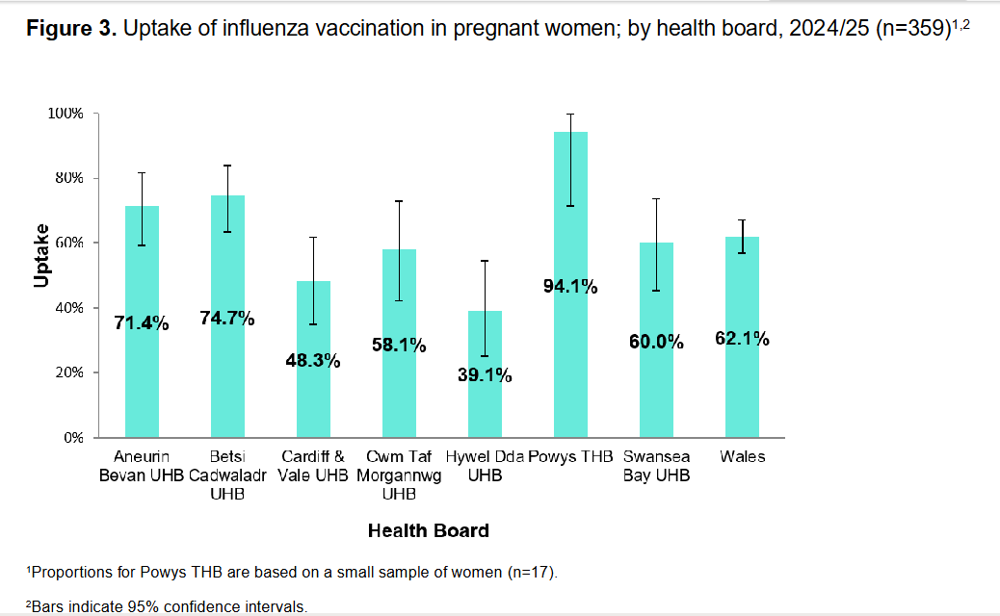 Figure 3. Uptake of influenza vaccination in pregnant women; by health board, 2024/25 (n=359)¹,²
100%
80%
60%
40%
20%
0%
Uptake
71.4%
74.7%
48.3%
58.1%
39.1%
94.1%
60.0%
62.1%
Aneurin
Bevan UHB
Betsi
Cadwaladr
UHB
Cardiff &
Vale UHB
Cwm Taf
Morgannwg
UHB
Hywel Dda
UHB
Powys THB
Swansea
Bay UHB
Wales
Health Board
¹Proportions for Powys THB are based on a small sample of women (n=17).
²Bars indicate 95% confidence intervals.